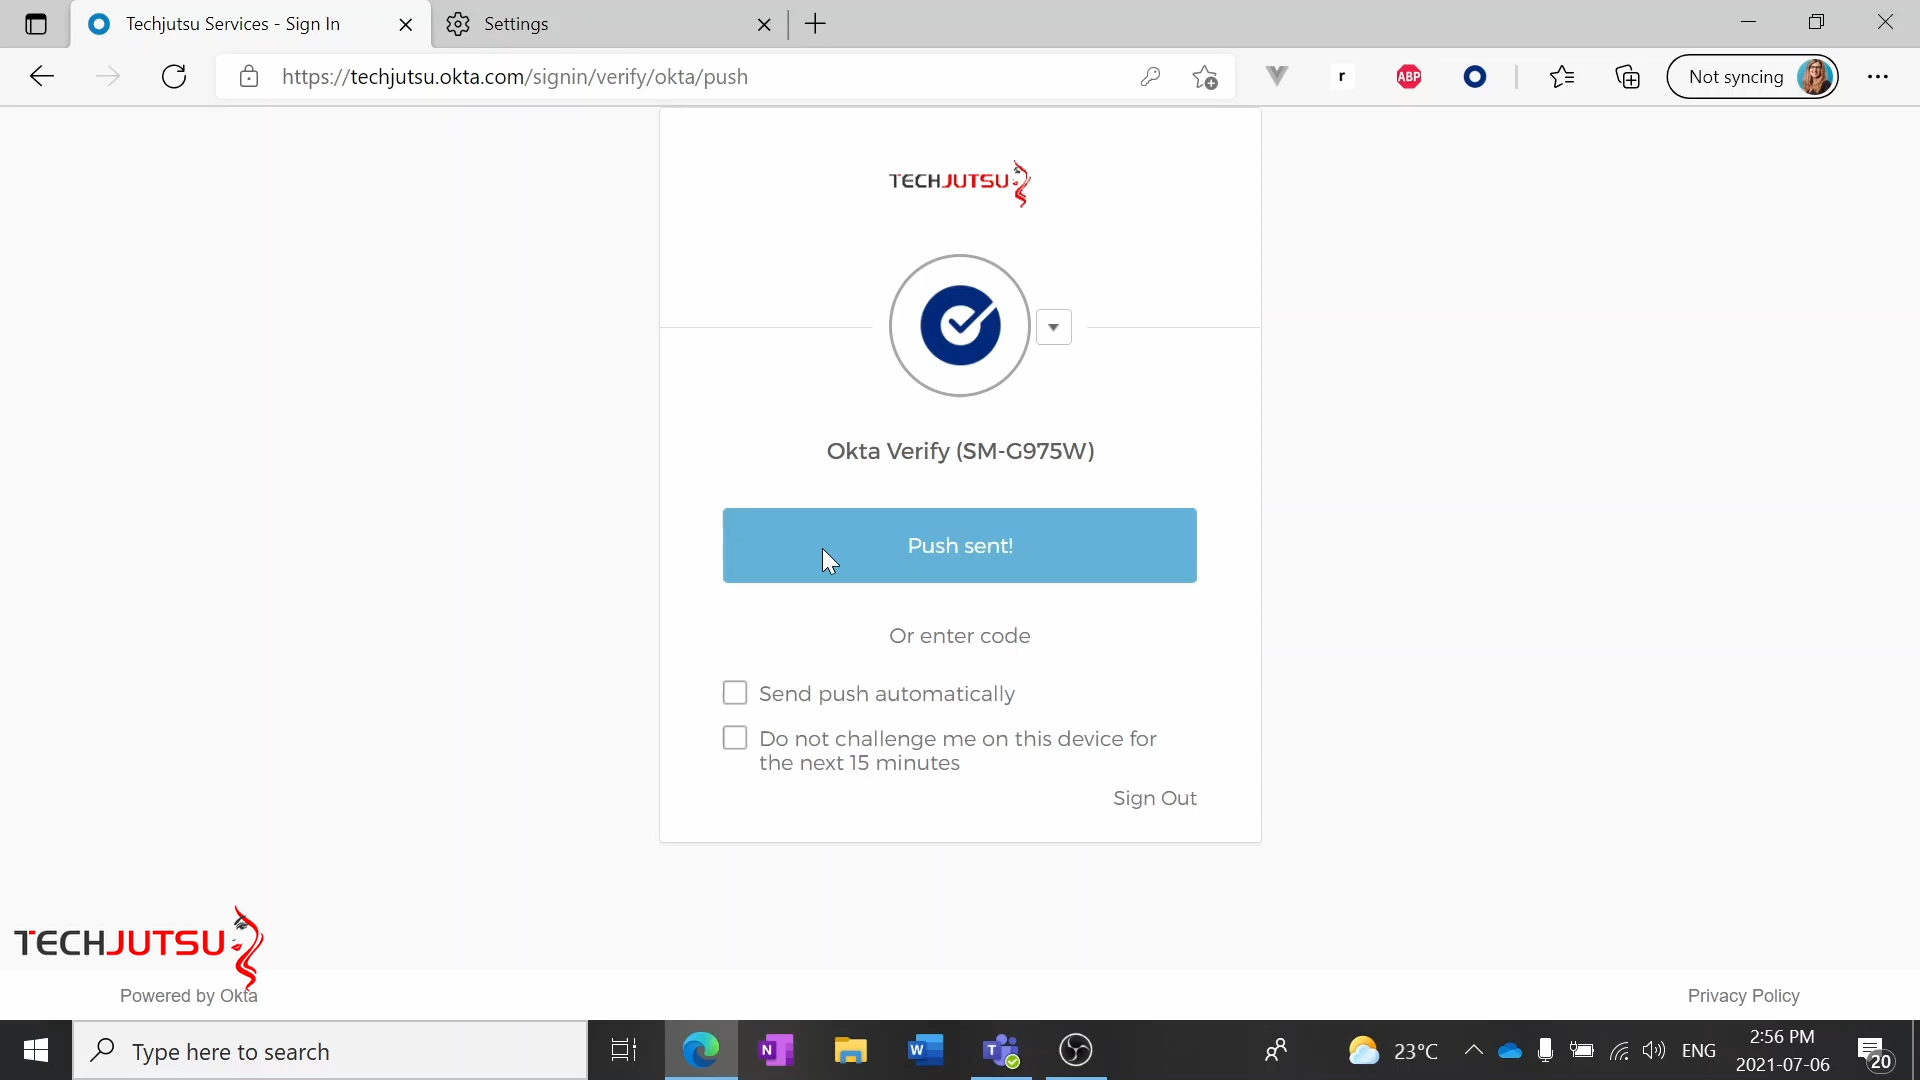 Techjutsu Services - Sign In
Settings
https://techjutsu.okta.com/signin/verify/okta/push
r
ABP
Not syncing
TECHJUTSU
Okta Verify (SM-G975W)
Push sent!
Or enter code
Send push automatically
Do not challenge me on this device for
the next 15 minutes
Sign Out
TECHJUTSU
Powered by Okta
Privacy Policy
Type here to search
N
W
T
23°C
ENG
2:56 PM
2021-07-06
20